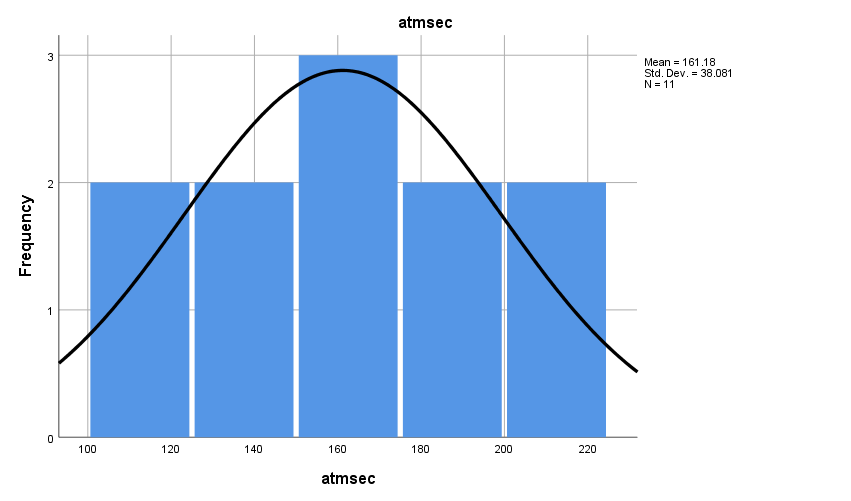 atmsec
Mean = 161.18
Std. Dev. = 38.081
N = 11
Frequency
3
2
1
0
100 120 140 160 180 200 220
atmsec